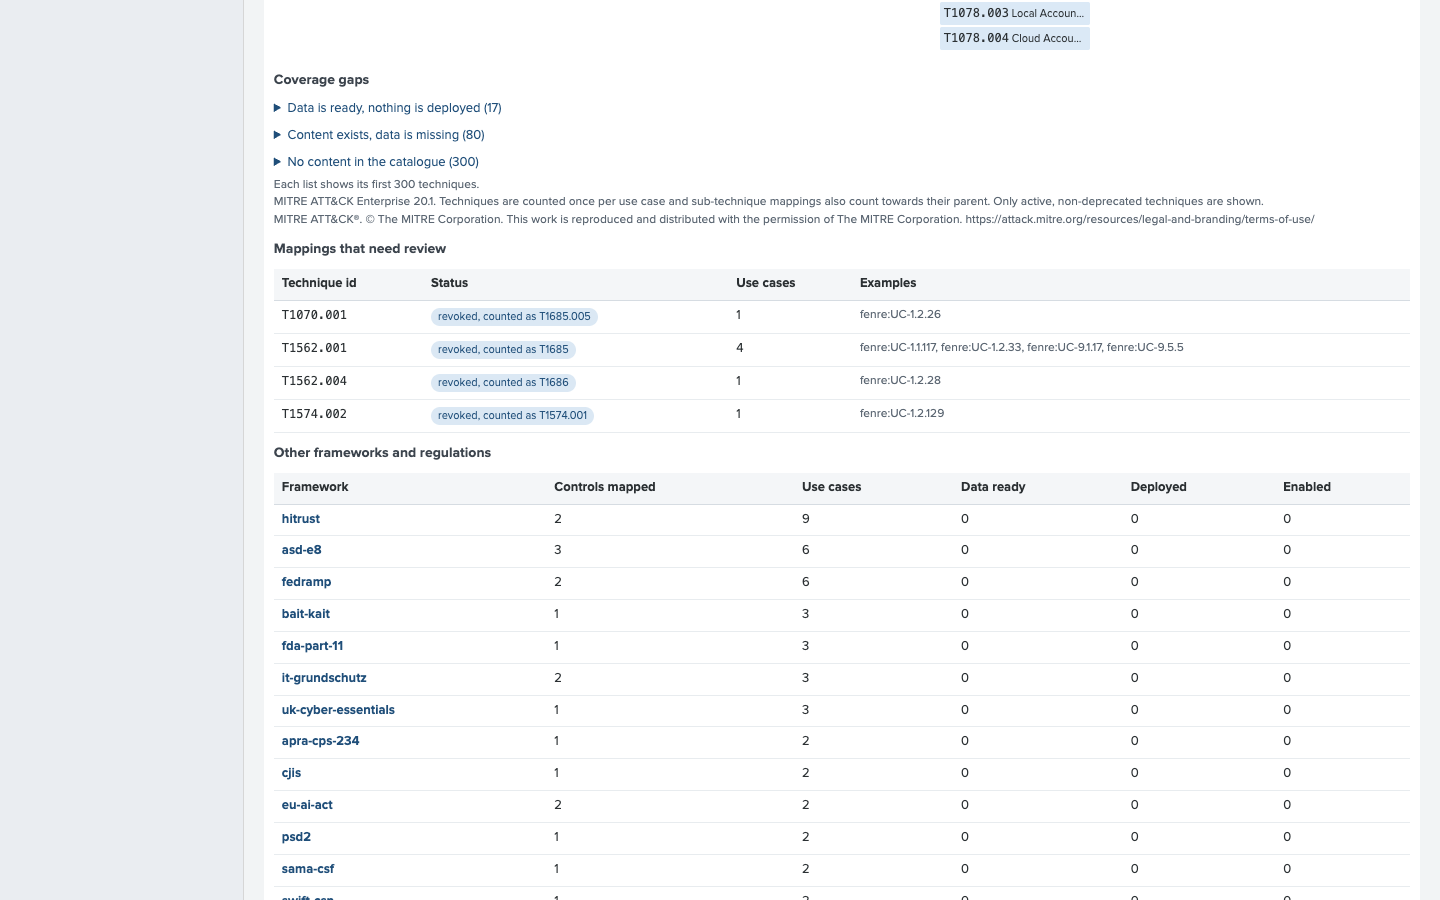 T1078.003 Local Accoun...
T1078.004 Cloud Accou...
Coverage gaps
Data is ready, nothing is deployed (17)
Content exists, data is missing (80)
No content in the catalogue (300)
Each list shows its first 300 techniques.
MITRE ATT&CK Enterprise 20.1. Techniques are counted once per use case and sub-technique mappings also count towards their parent. Only active, non-deprecated techniques are shown.
MITRE ATT&CK®. © The MITRE Corporation. This work is reproduced and distributed with the permission of The MITRE Corporation. https://attack.mitre.org/resources/legal-and-branding/terms-of-use/
Mappings that need review
Technique id Status Use cases Examples
T1070.001 revoked, counted as T1685.005 1 fenre:UC-1.2.26
T1562.001 revoked, counted as T1685 4 fenre:UC-1.1.117, fenre:UC-1.2.33, fenre:UC-9.1.17, fenre:UC-9.5.5
T1562.004 revoked, counted as T1686 1 fenre:UC-1.2.28
T1574.002 revoked, counted as T1574.001 1 fenre:UC-1.2.129
Other frameworks and regulations
Framework Controls mapped Use cases Data ready Deployed Enabled
hitrust 2 9 0 0 0
asd-e8 3 6 0 0 0
fedramp 2 6 0 0 0
bait-kait 1 3 0 0 0
fda-part-11 1 3 0 0 0
it-grundschutz 2 3 0 0 0
uk-cyber-essentials 1 3 0 0 0
apra-cps-234 1 2 0 0 0
cjis 1 2 0 0 0
eu-ai-act 2 2 0 0 0
psd2 1 2 0 0 0
sama-csf 1 2 0 0 0